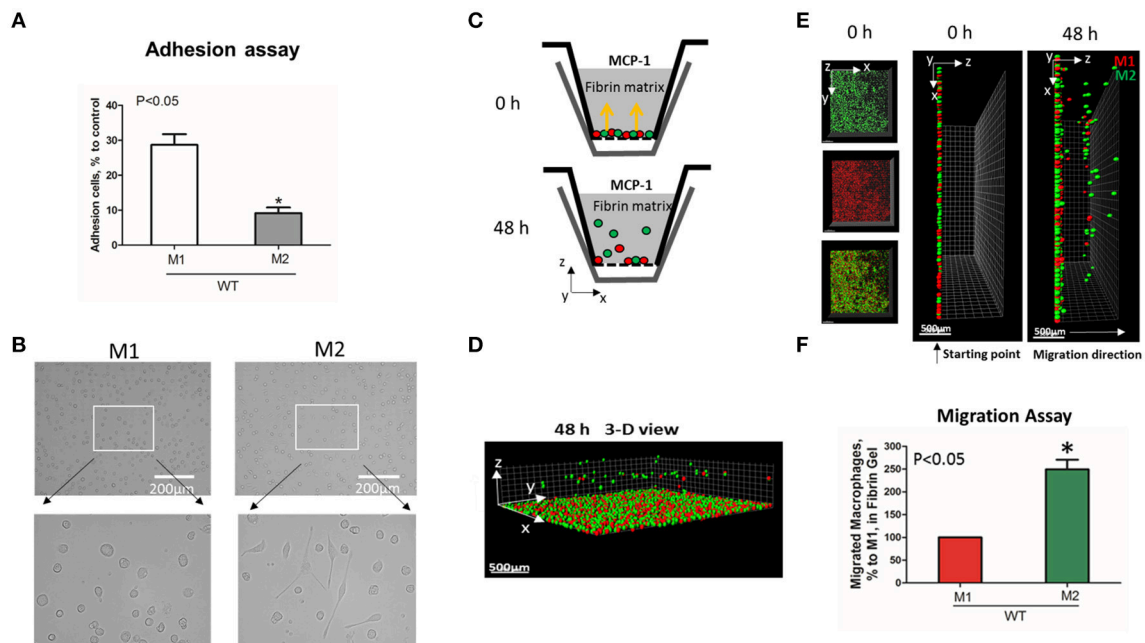 A
Adhesion assay
P<0.05
Adhesion cells, % to control
40
30
20
10
0
*
M1
M2
WT
B
M1
M2
200μm
200μm
C
0 h
MCP-1
Fibrin matrix
48 h
MCP-1
Fibrin matrix
z
y
x
D
48 h 3-D view
z
y
x
500μm
E
0 h
0 h
48 h
z
x
y
y
z
x
y
z
x
M1
M2
500μm
500μm
Starting point
Migration direction
F
Migration Assay
P<0.05
Migrated Macrophages,
% to M1, in Fibrin Gel
300
250
200
150
100
50
0
*
M1
M2
WT